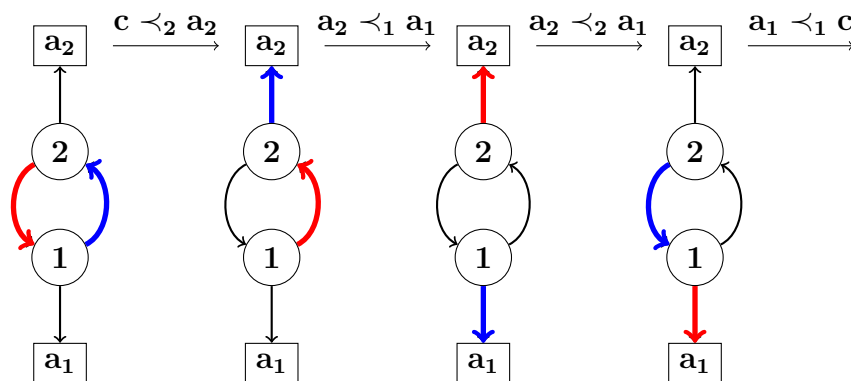 c ≺₂ a₂ a₂ ≺₁ a₁ a₂ ≺₂ a₁ a₁ ≺₁ c
a₂ a₂ a₂ a₂
2 2 2 2
1 1 1 1
a₁ a₁ a₁ a₁